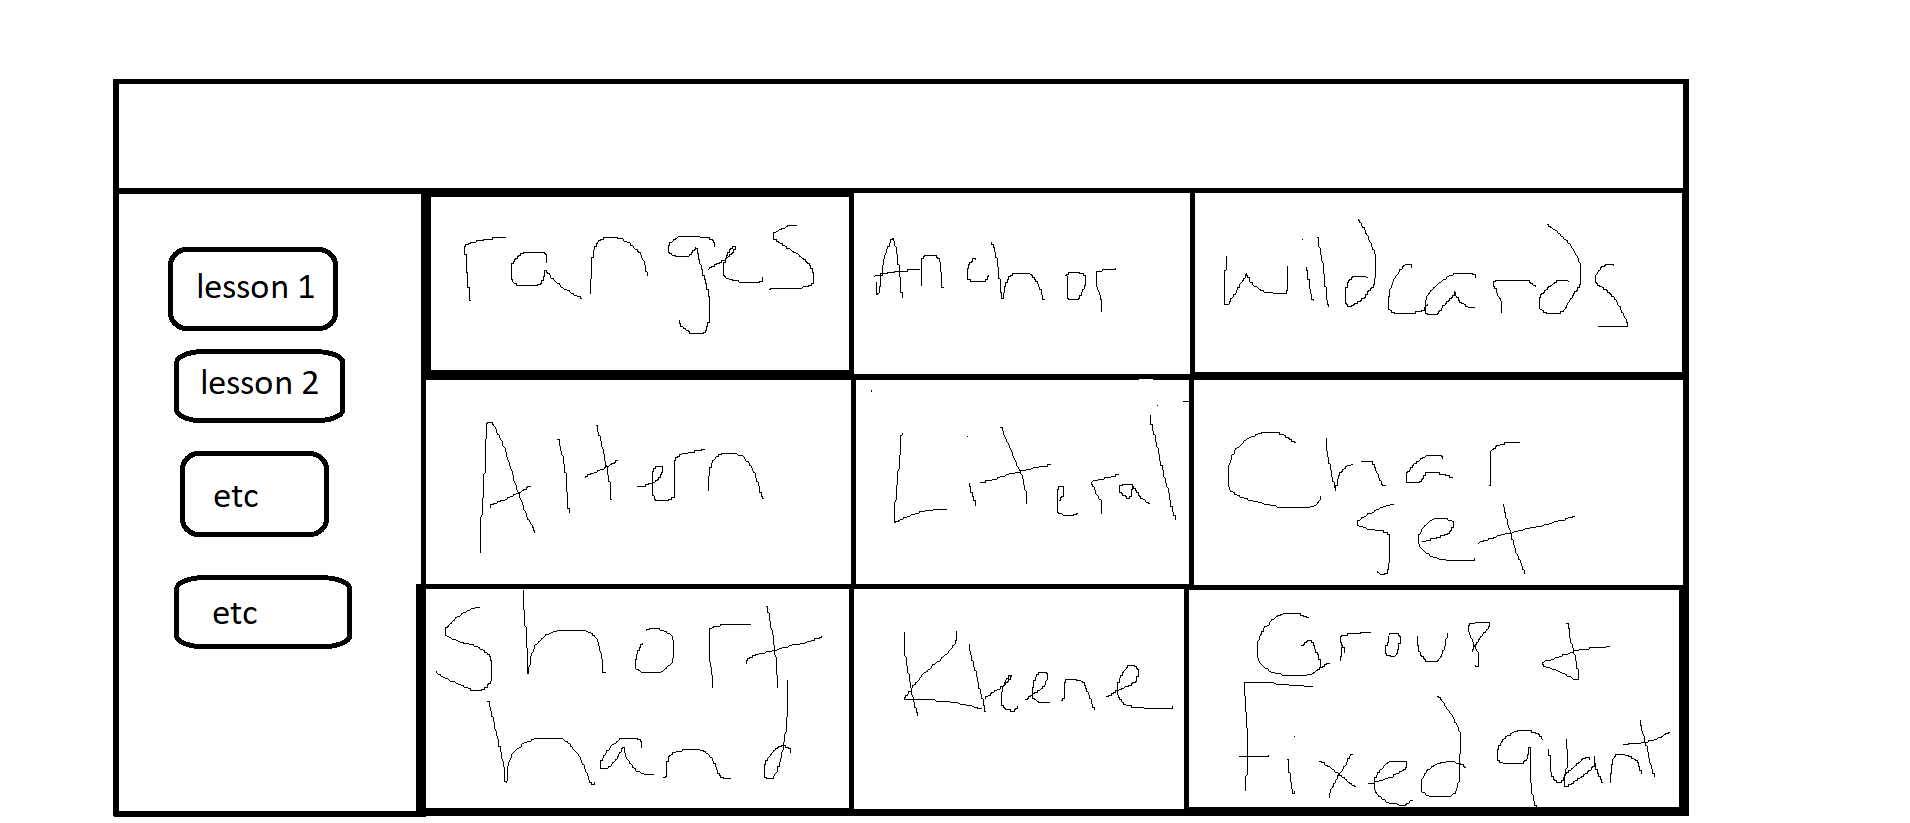 lesson 1
lesson 2
etc
etc
ranges
Anchor
wildcards
Altern
Literal
Char
set
Short
hand
Kleene
Group +
Fixed quant